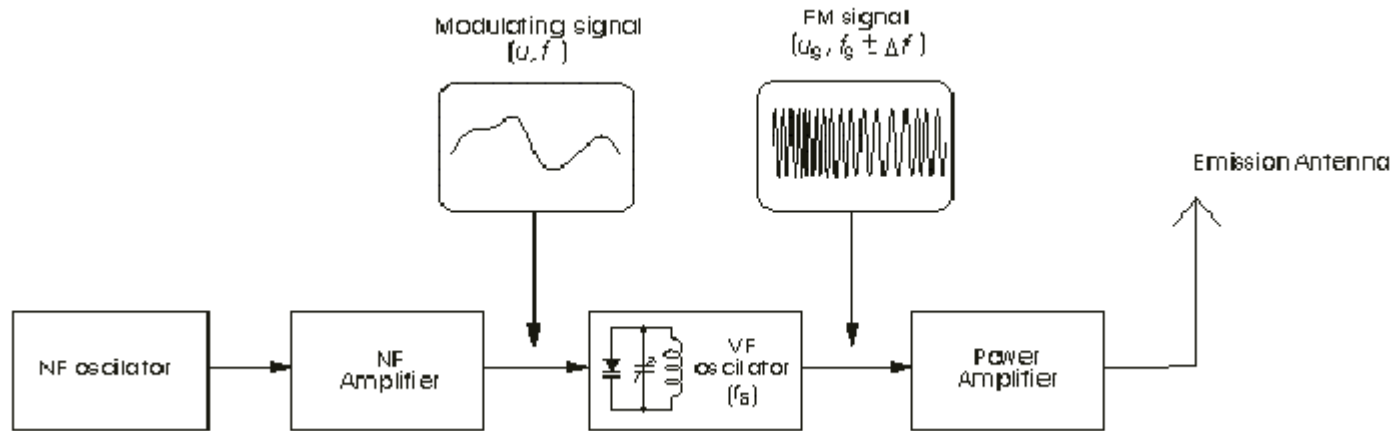 Modulating signal
(u, f )
FM signal
(uₛ, fₛ ± Δf )
Emission Antenna
NF oscilator
NF
Amplifier
VF
oscilator
(fₛ)
Power
Amplifier